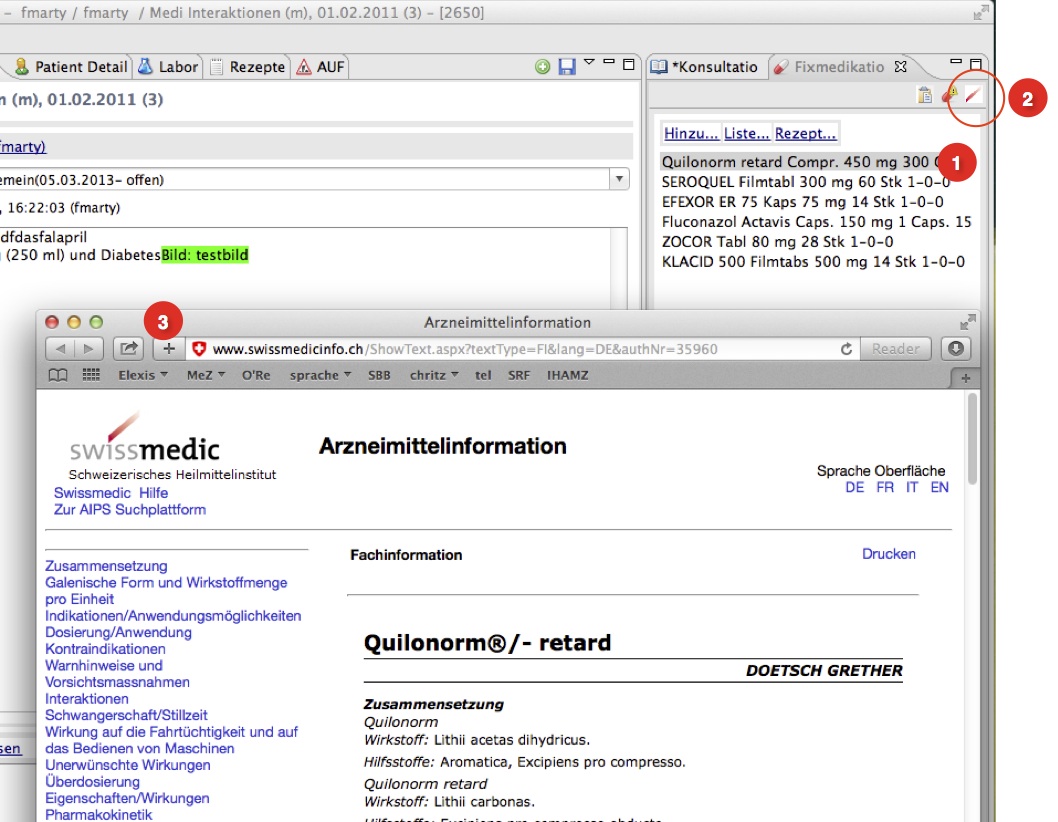 – fmarty / fmarty / Medi Interaktionen (m), 01.02.2011 (3) – [2650]
Patient Detail Labor Rezepte AUF
*Konsultatio Fixmedikatio
n (m), 01.02.2011 (3)
2
fmarty)
Hinzu... Liste... Rezept...
1
Quilonorm retard Compr. 450 mg 300
emein(05.03.2013– offen)
SEROQUEL Filmtabl 300 mg 60 Stk 1-0-0
, 16:22:03 (fmarty)
EFEXOR ER 75 Kaps 75 mg 14 Stk 1-0-0
Fluconazol Actavis Caps. 150 mg 1 Caps. 15
dfdasfalapril
ZOCOR Tabl 80 mg 28 Stk 1-0-0
(250 ml) und DiabetesBild: testbild
KLACID 500 Filmtabs 500 mg 14 Stk 1-0-0
3
Arzneimittelinformation
www.swissmedicinfo.ch/ShowText.aspx?textType=FI&lang=DE&authNr=35960
Reader
Elexis MeZ O'Re sprache SBB chritz tel SRF IHAMZ
swissmedic
Schweizerisches Heilmittelinstitut
Swissmedic Hilfe
Zur AIPS Suchplattform
Arzneimittelinformation
Sprache Oberfläche
DE FR IT EN
Zusammensetzung
Galenische Form und Wirkstoffmenge
pro Einheit
Indikationen/Anwendungsmöglichkeiten
Dosierung/Anwendung
Kontraindikationen
Warnhinweise und
Vorsichtsmassnahmen
Interaktionen
Schwangerschaft/Stillzeit
Wirkung auf die Fahrtüchtigkeit und auf
das Bedienen von Maschinen
Unerwünschte Wirkungen
Überdosierung
Eigenschaften/Wirkungen
Pharmakokinetik
sen
Fachinformation
Drucken
Quilonorm®/- retard
DOETSCH GRETHER
Zusammensetzung
Quilonorm
Wirkstoff: Lithii acetas dihydricus.
Hilfsstoffe: Aromatica, Excipiens pro compresso.
Quilonorm retard
Wirkstoff: Lithii carbonas.
Hilfsstoffe: Excipiens pro compresso obducto